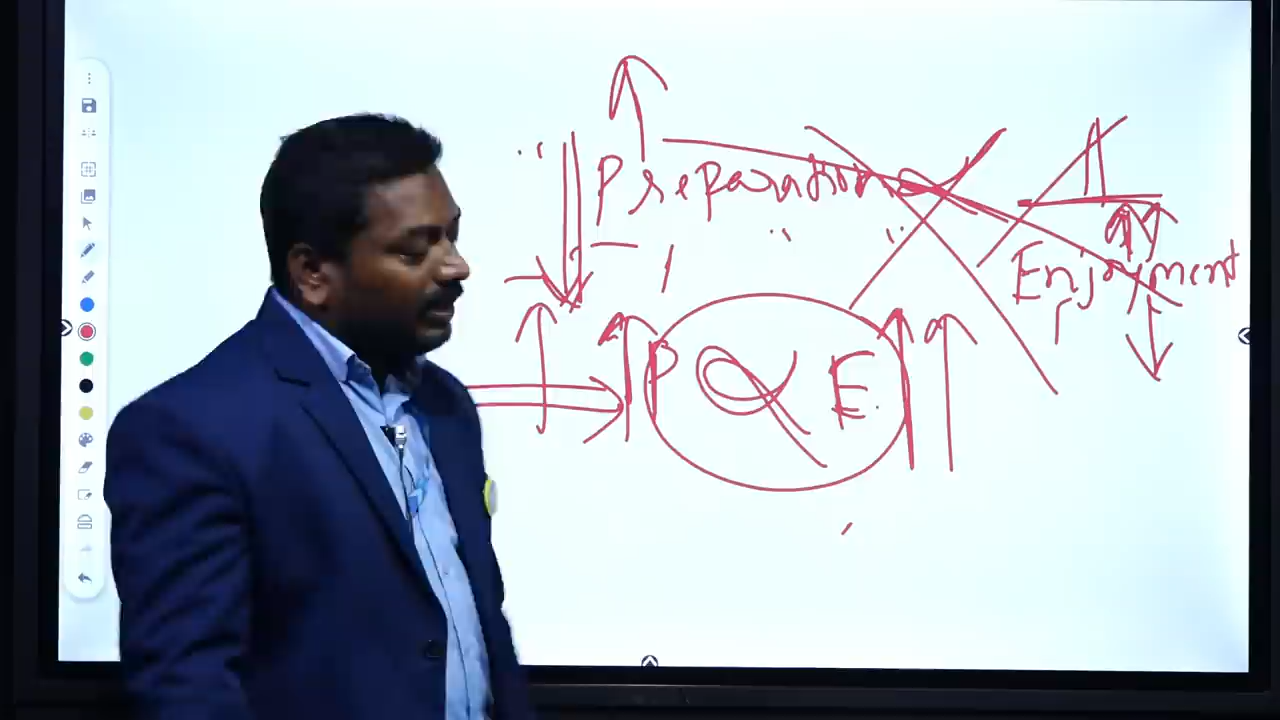 Preparation ∝
Enjoyment
P ∝ E